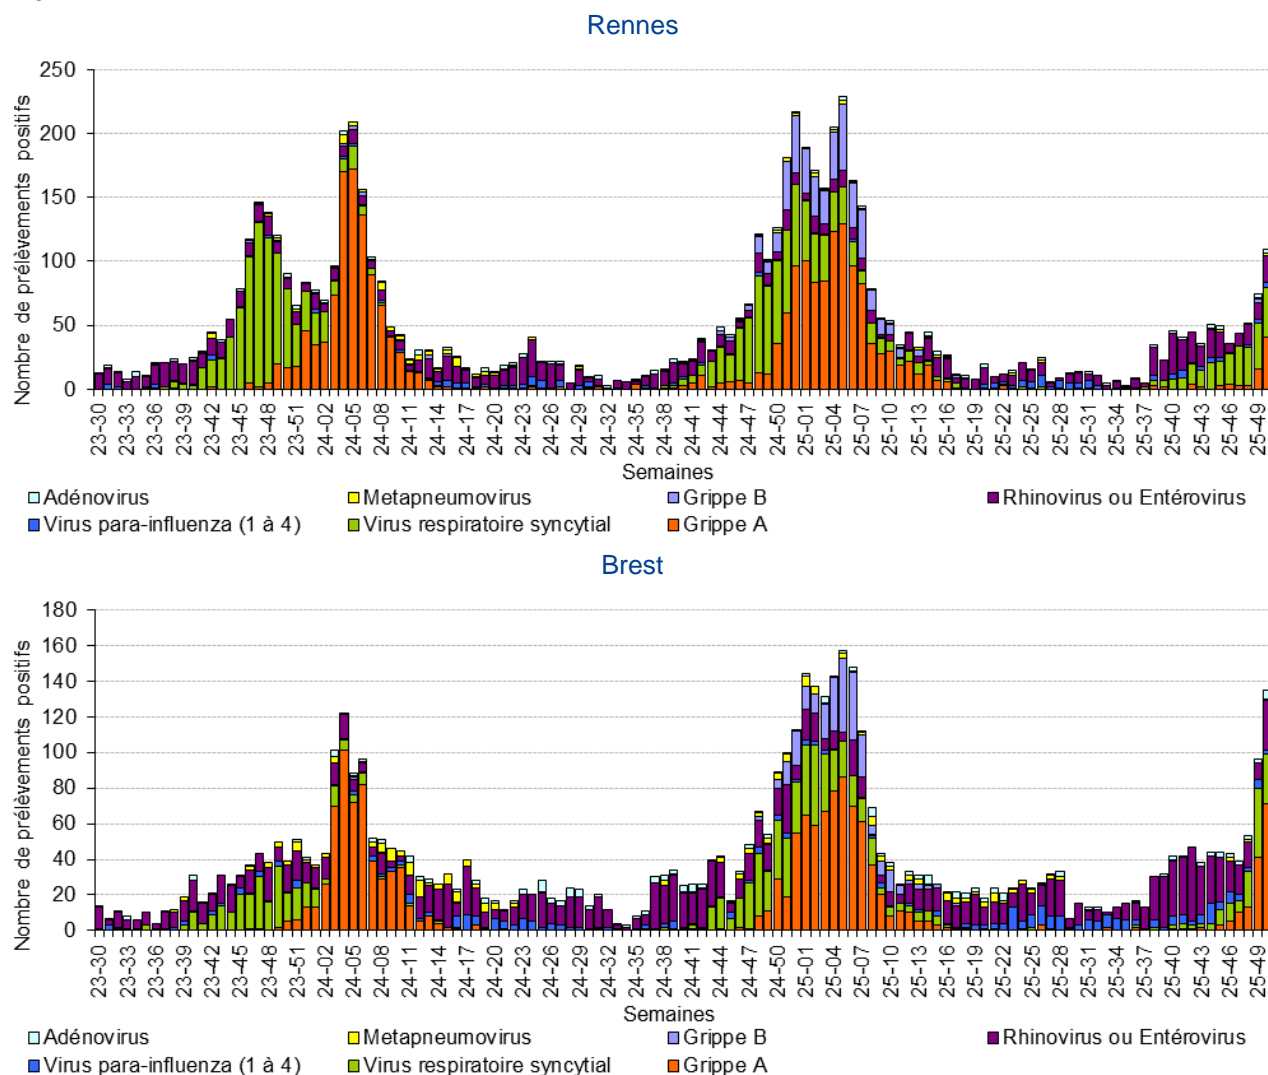 Rennes
Nombre de prélèvements positifs
250
200
150
100
50
0
23-30 23-33 23-36 23-39 23-42 23-45 23-48 23-51 24-02 24-05 24-08 24-11 24-14 24-17 24-20 24-23 24-26 24-29 24-32 24-35 24-38 24-41 24-44 24-47 24-50 25-01 25-04 25-07 25-10 25-13 25-16 25-19 25-22 25-25 25-28 25-31 25-34 25-37 25-40 25-43 25-46 25-49
Semaines
Adénovirus Metapneumovirus Grippe B Rhinovirus ou Entérovirus
Virus para-influenza (1 à 4) Virus respiratoire syncytial Grippe A
Brest
Nombre de prélèvements positifs
180
160
140
120
100
80
60
40
20
0
23-30 23-33 23-36 23-39 23-42 23-45 23-48 23-51 24-02 24-05 24-08 24-11 24-14 24-17 24-20 24-23 24-26 24-29 24-32 24-35 24-38 24-41 24-44 24-47 24-50 25-01 25-04 25-07 25-10 25-13 25-16 25-19 25-22 25-25 25-28 25-31 25-34 25-37 25-40 25-43 25-46 25-49
Semaines
Adénovirus Metapneumovirus Grippe B Rhinovirus ou Entérovirus
Virus para-influenza (1 à 4) Virus respiratoire syncytial Grippe A